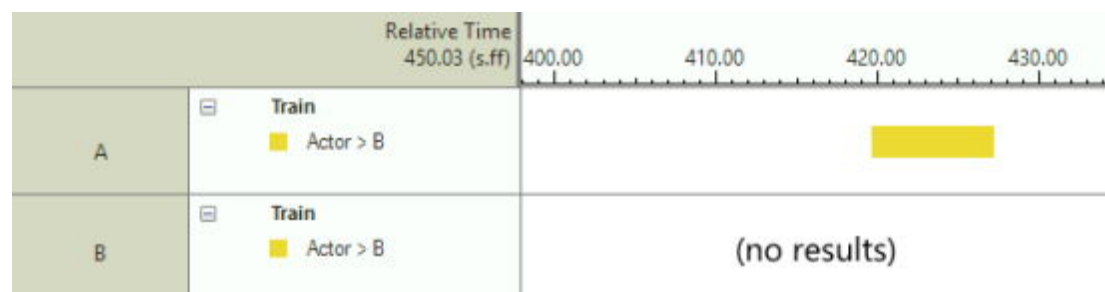 Relative Time
450.03 (s.ff)
400.00 410.00 420.00 430.00
A
Train
Actor > B
B
Train
Actor > B
(no results)